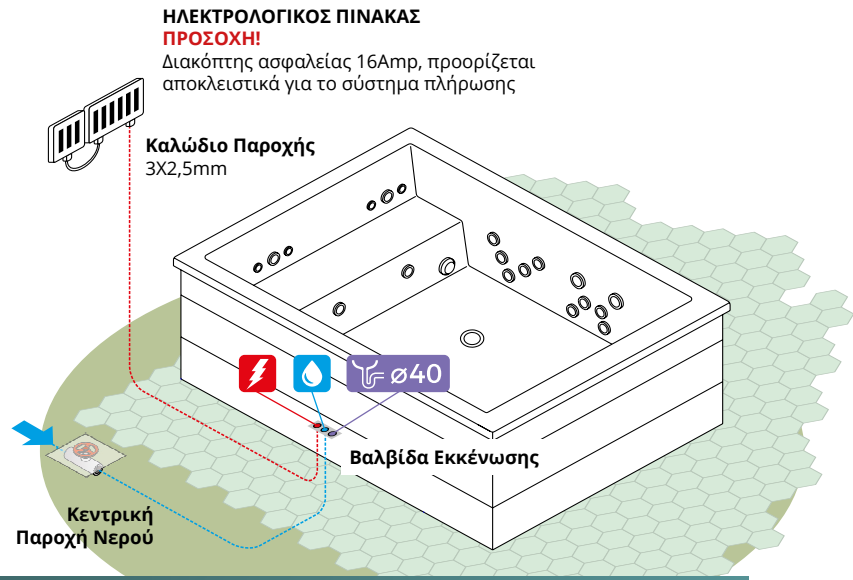 ΗΛΕΚΤΡΟΛΟΓΙΚΟΣ ΠΙΝΑΚΑΣ
ΠΡΟΣΟΧΗ!
Διακόπτης ασφαλείας 16Amp, προορίζεται
αποκλειστικά για το σύστημα πλήρωσης
Καλώδιο Παροχής
3X2,5mm
ø40
Βαλβίδα Εκκένωσης
Κεντρική
Παροχή Νερού